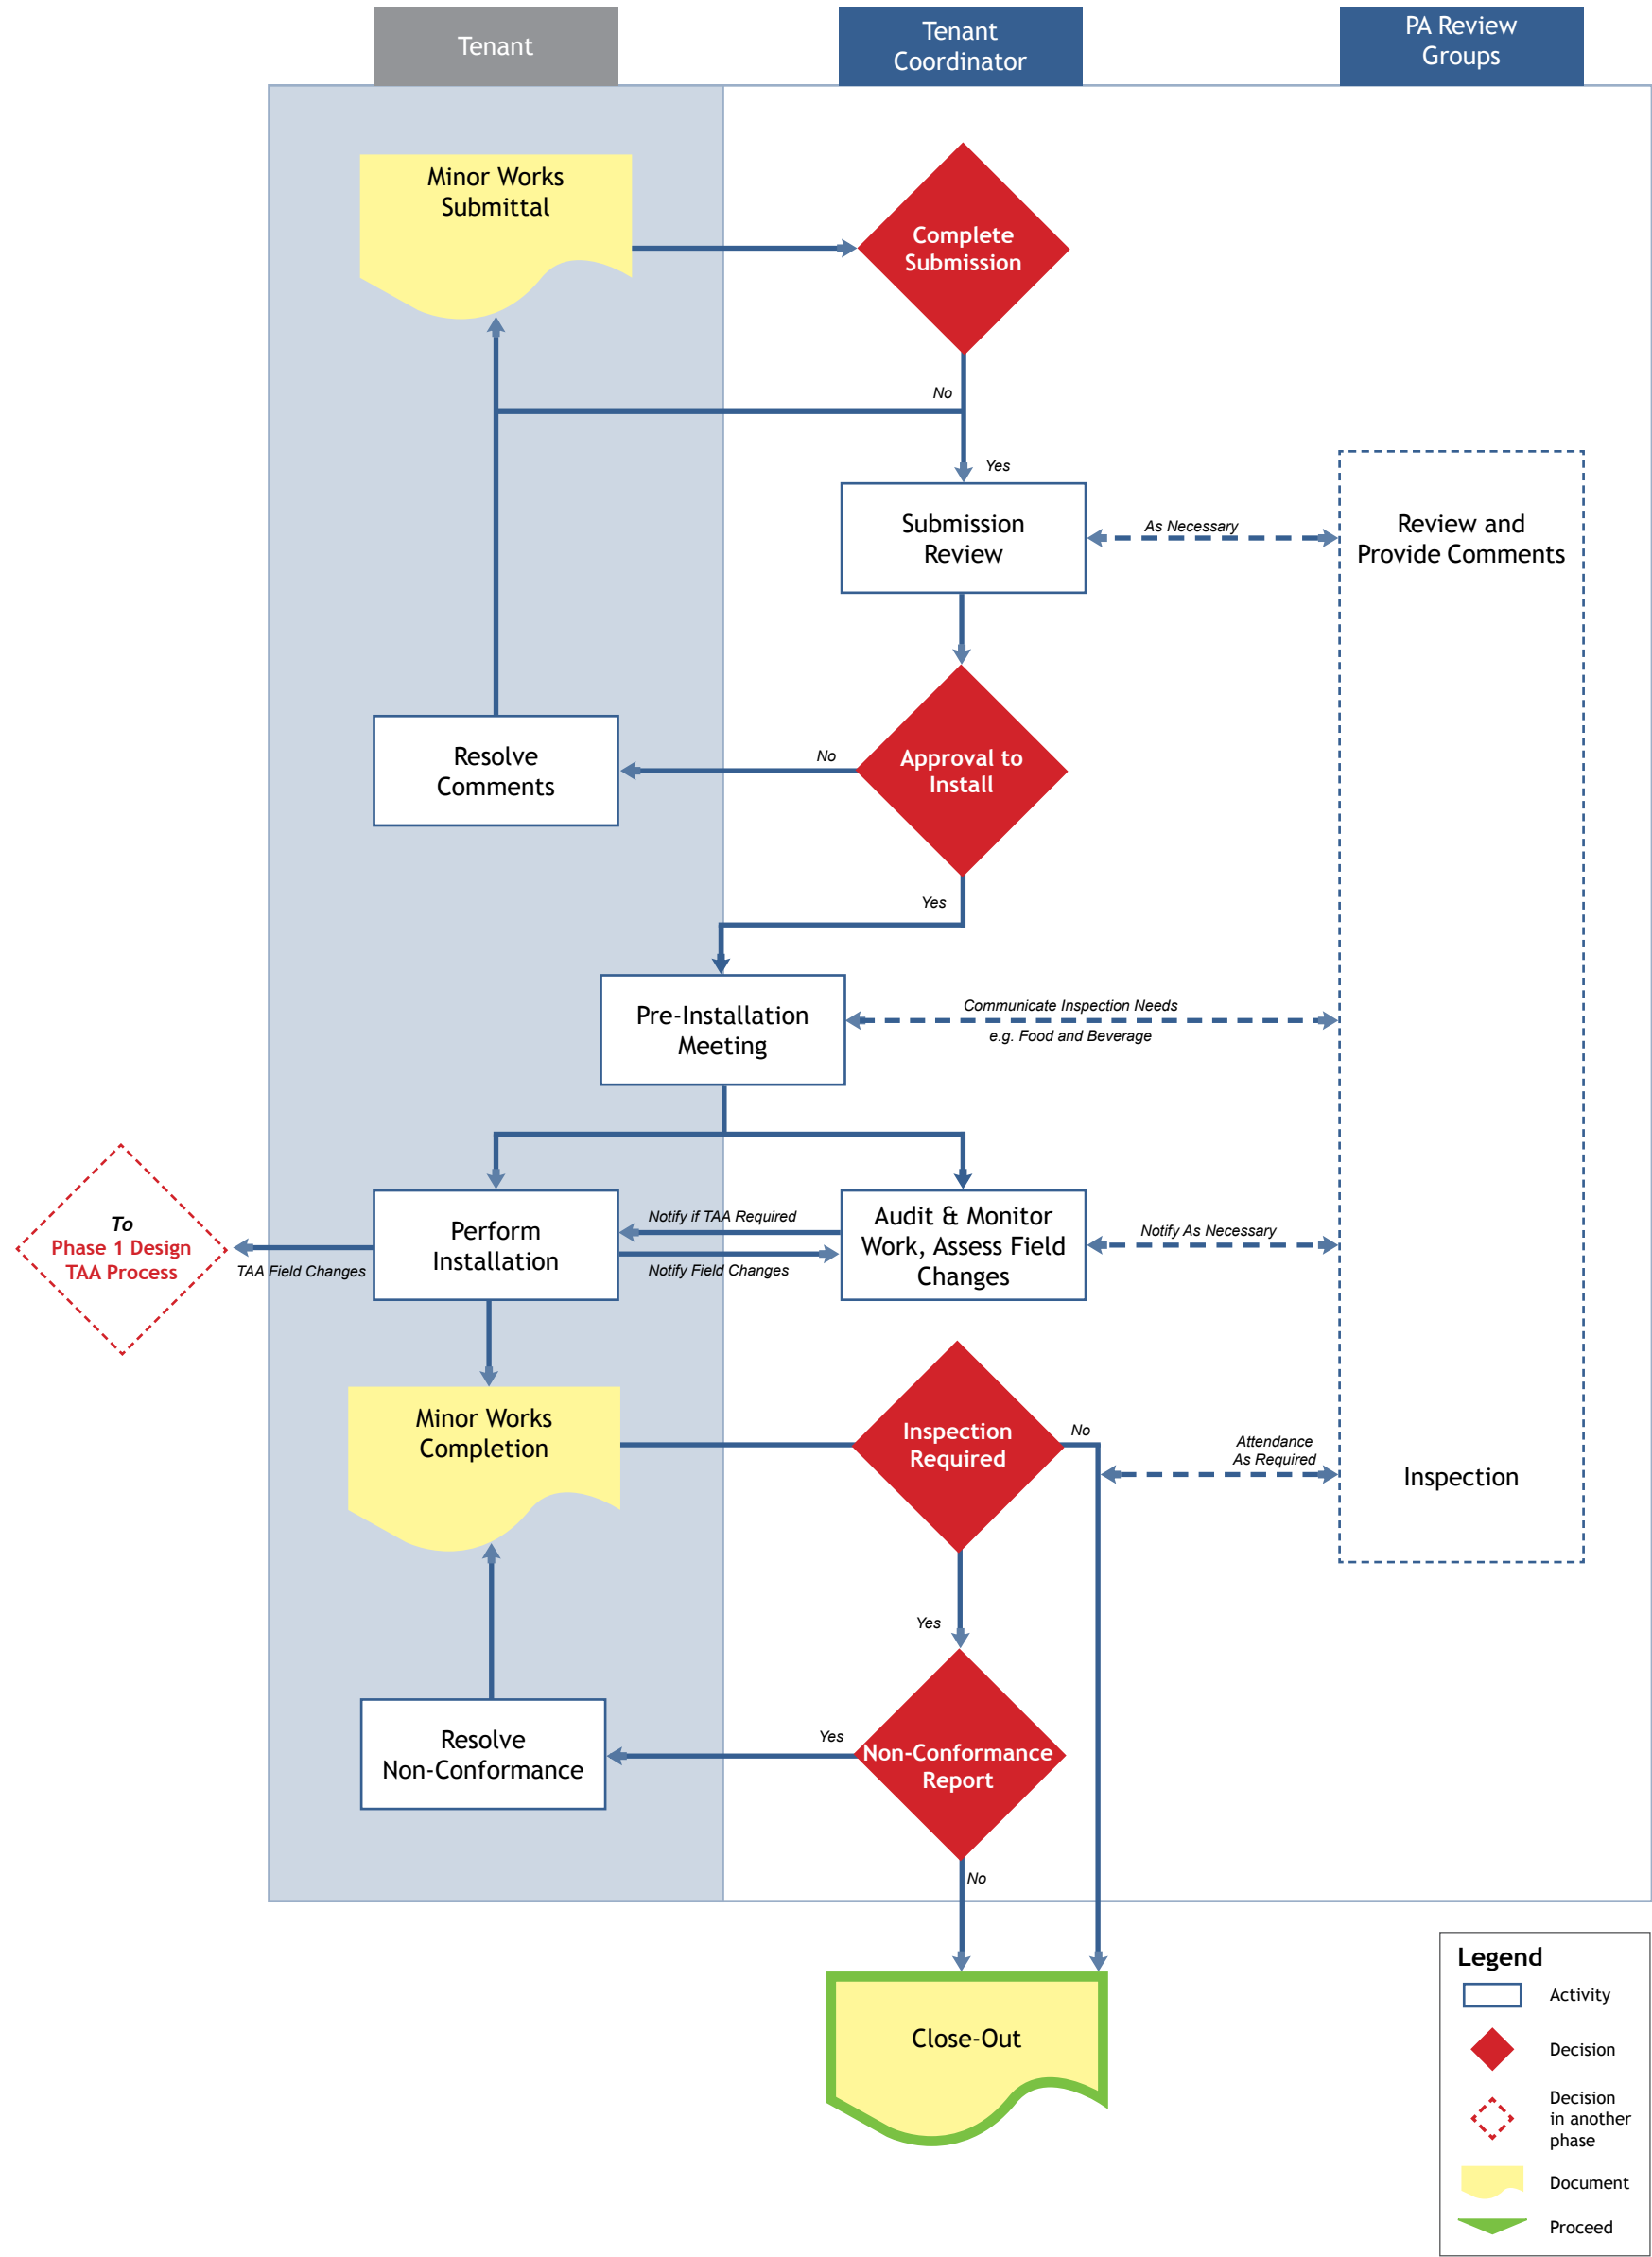 Tenant
Tenant
Coordinator
PA Review
Groups
Minor Works
Submittal
Complete
Submission
No
Yes
Submission
Review
As Necessary
Review and
Provide Comments
Resolve
Comments
No
Approval to
Install
Yes
Pre-Installation
Meeting
Communicate Inspection Needs
e.g. Food and Beverage
To
Phase 1 Design
TAA Process
TAA Field Changes
Perform
Installation
Notify if TAA Required
Notify Field Changes
Audit & Monitor
Work, Assess Field
Changes
Notify As Necessary
Minor Works
Completion
Inspection
Required
No
Attendance
As Required
Inspection
Yes
Resolve
Non-Conformance
Yes
Non-Conformance
Report
No
Close-Out
Legend
Activity
Decision
Decision
in another
phase
Document
Proceed